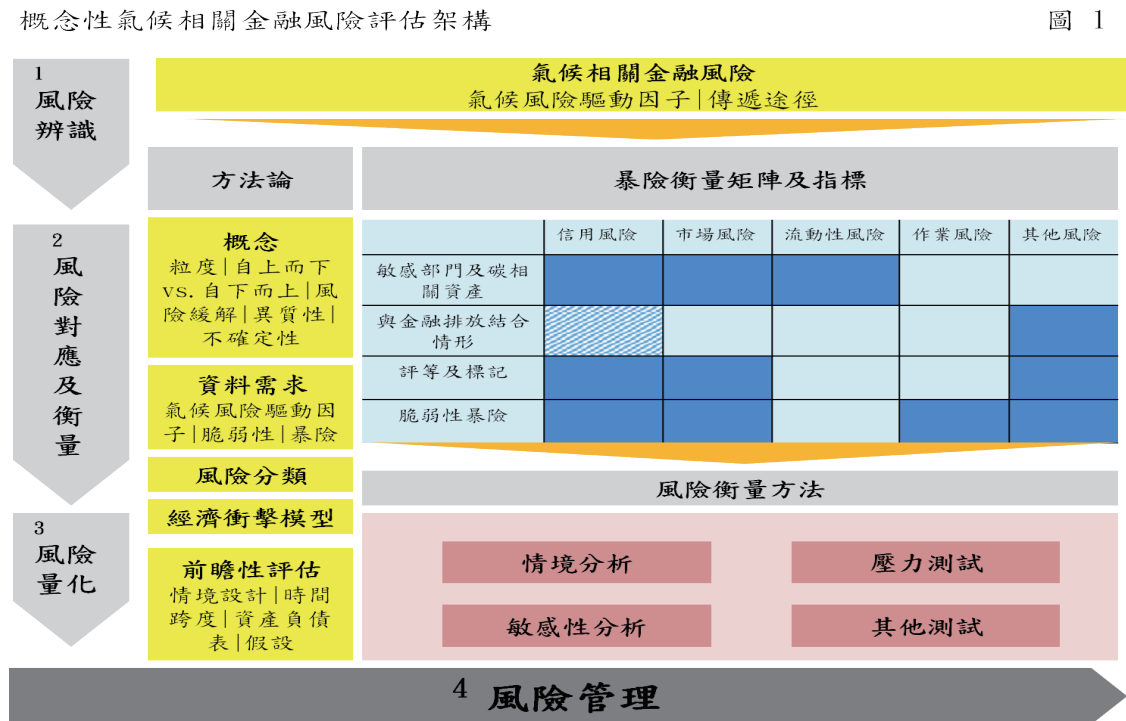 概念性氣候相關金融風險評估架構
圖 1
1
風險
辨識
氣候相關金融風險
氣候風險驅動因子|傳遞途徑
方法論
暴險衡量矩陣及指標
2
風
險
對
應
及
衡
量
概念
粒度|自上而下
vs.自下而上|風
險緩解|異質性|
不確定性
資料需求
氣候風險驅動因
子|脆弱性|暴險
風險分類
經濟衝擊模型
信用風險
市場風險
流動性風險
作業風險
其他風險
敏感部門及碳相
關資產
與金融排放結合
情形
評等及標記
脆弱性暴險
風險衡量方法
3
風險
量化
前瞻性評估
情境設計|時間
跨度|資產負債
表|假設
情境分析
壓力測試
敏感性分析
其他測試
4 風險管理